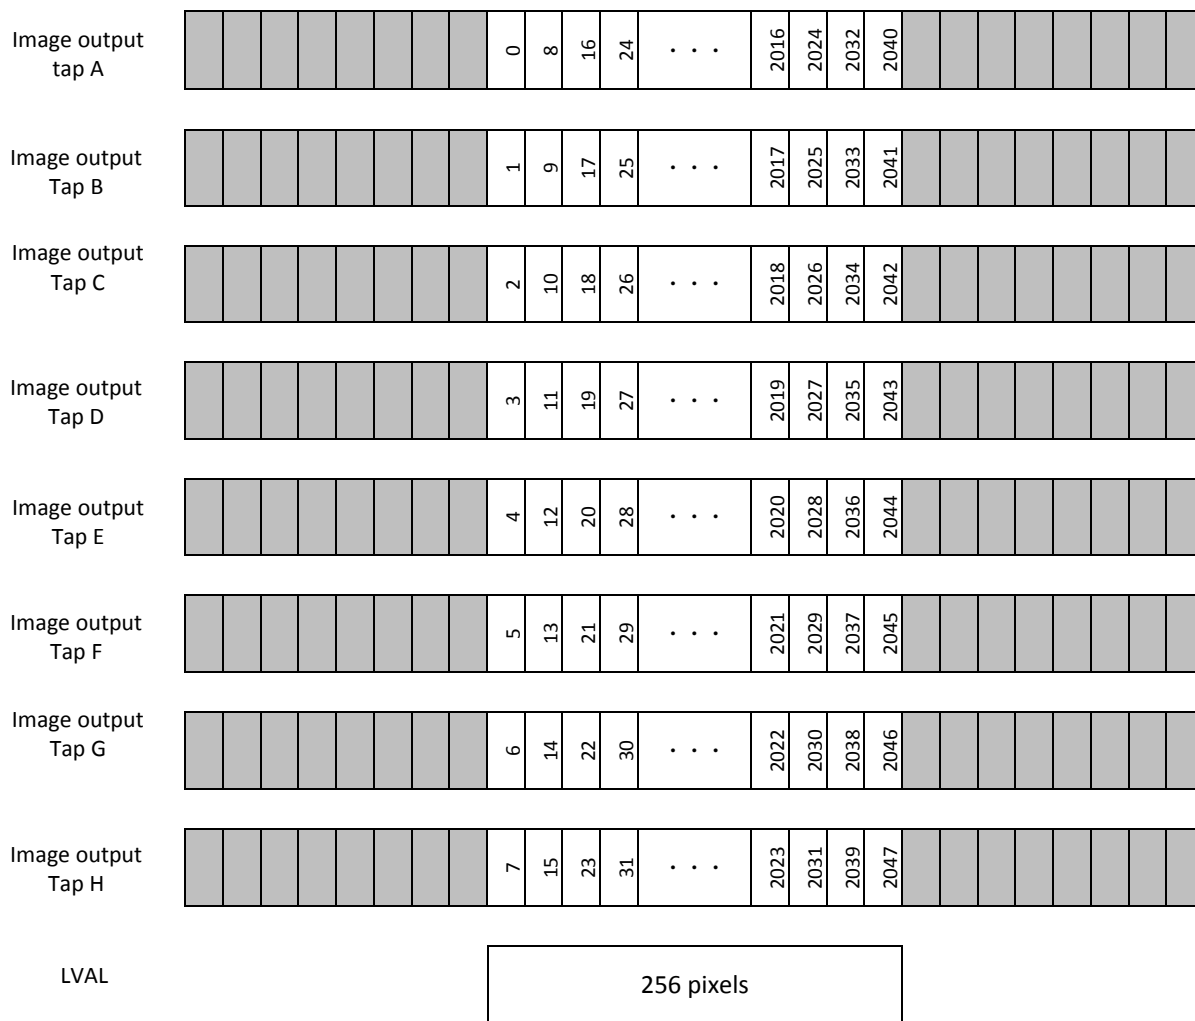 Image output
tap A
0 8 16 24 · · · 2016 2024 2032 2040
Image output
Tap B
1 9 17 25 · · · 2017 2025 2033 2041
Image output
Tap C
2 10 18 26 · · · 2018 2026 2034 2042
Image output
Tap D
3 11 19 27 · · · 2019 2027 2035 2043
Image output
Tap E
4 12 20 28 · · · 2020 2028 2036 2044
Image output
Tap F
5 13 21 29 · · · 2021 2029 2037 2045
Image output
Tap G
6 14 22 30 · · · 2022 2030 2038 2046
Image output
Tap H
7 15 23 31 · · · 2023 2031 2039 2047
LVAL
256 pixels